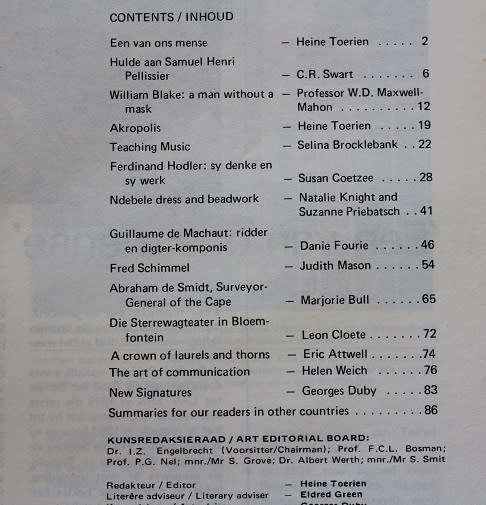 CONTENTS / INHOUD
Een van ons mense — Heine Toerien ..... 2
Hulde aan Samuel Henri
Pellissier — C.R. Swart ....... 6
William Blake: a man without a — Professor W.D. Maxwell-
mask Mahon .......... 12
Akropolis — Heine Toerien ..... 19
Teaching Music — Selina Brocklebank .. 22
Ferdinand Hodler: sy denke en
sy werk — Susan Coetzee ...... 28
Ndebele dress and beadwork — Natalie Knight and
Suzanne Priebatsch .. 41
Guillaume de Machaut: ridder
en digter-komponis — Danie Fourie ...... 46
Fred Schimmel — Judith Mason ...... 54
Abraham de Smidt, Surveyor-
General of the Cape — Marjorie Bull ...... 65
Die Sterrewagteater in Bloem-
fontein — Leon Cloete ....... 72
A crown of laurels and thorns — Eric Attwell ....... 74
The art of communication — Helen Weich ...... 76
New Signatures — Georges Duby ..... 83
Summaries for our readers in other countries ......... 86
KUNSREDAKSIERAAD / ART EDITORIAL BOARD:
Dr. I.Z. Engelbrecht (Voorsitter/Chairman); Prof. F.C.L. Bosman;
Prof. P.G. Nel; mnr./Mr S. Grové; Dr. Albert Werth; mnr./Mr S. Smit
Redakteur / Editor — Heine Toerien
Literêre adviseur / Literary adviser — Eldred Green
Georges Duby